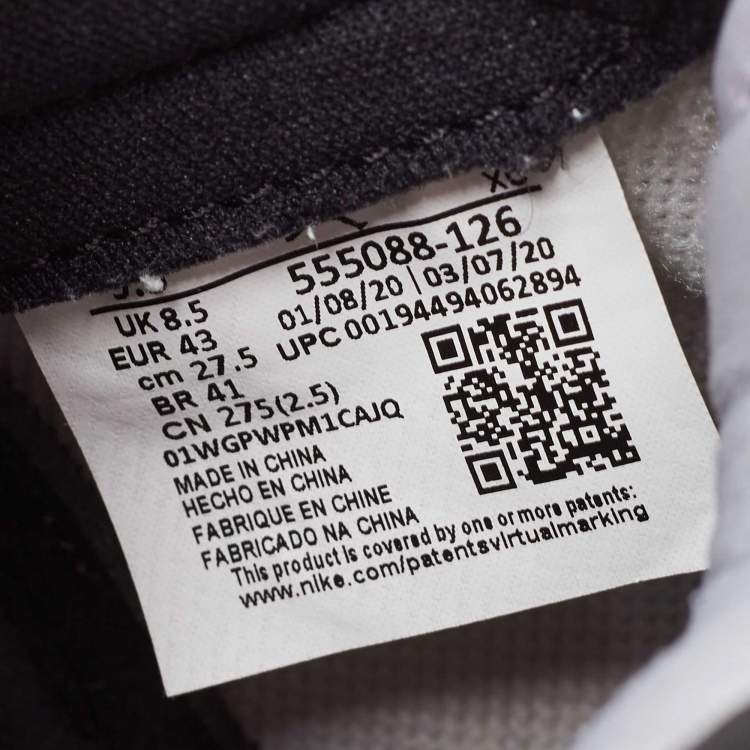 555088-126
UK 8.5
01/08/20 | 03/07/20
EUR 43
UPC 00194494062894
cm 27.5
BR 41
CN 275(2.5)
01WGPWPM1CAJQ
MADE IN CHINA
HECHO EN CHINA
FABRIQUE EN CHINE
FABRICADO NA CHINA
This product is covered by one or more patents:
www.nike.com/patentsvirtualmarking